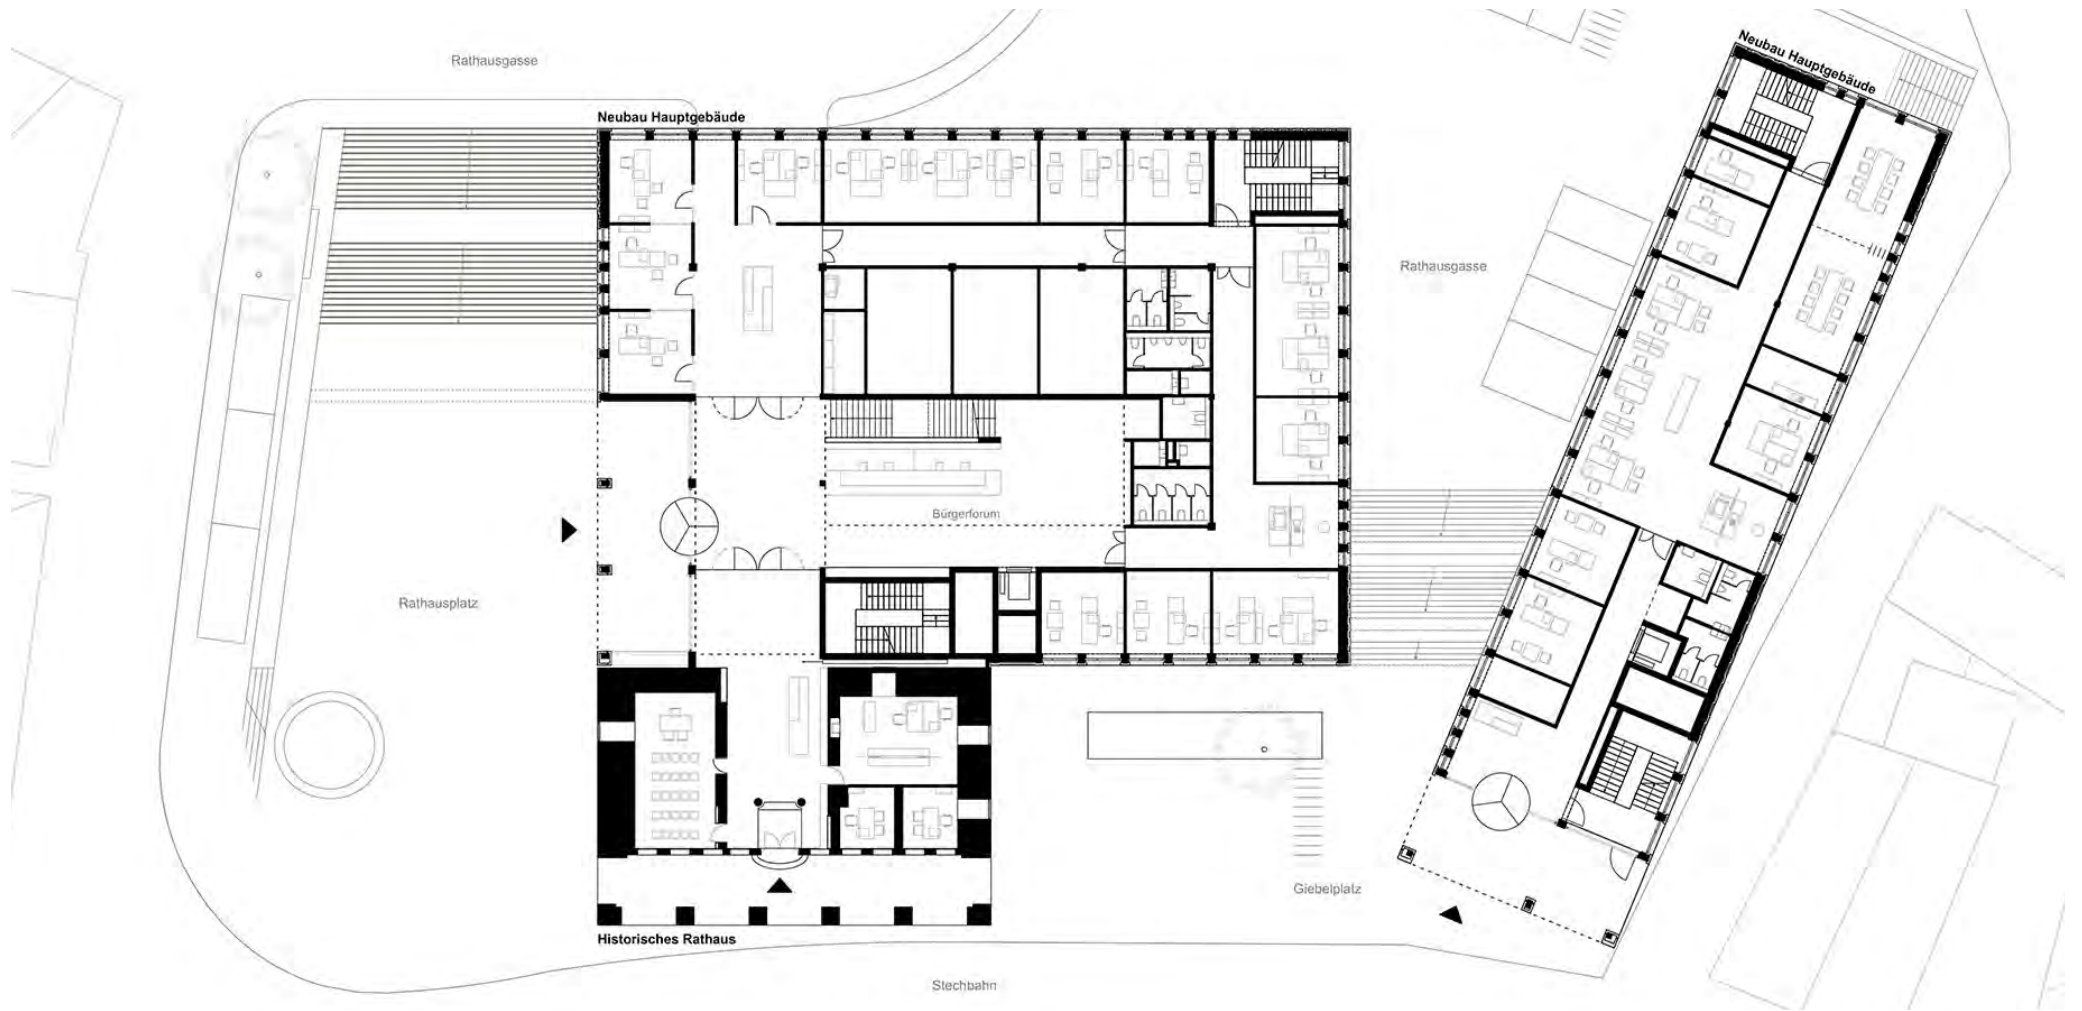 Rathausgasse
Neubau Hauptgebäude
Neubau Hauptgebäude
Rathausgasse
Bürgerforum
Rathausplatz
Giebelplatz
Historisches Rathaus
Stechbahn